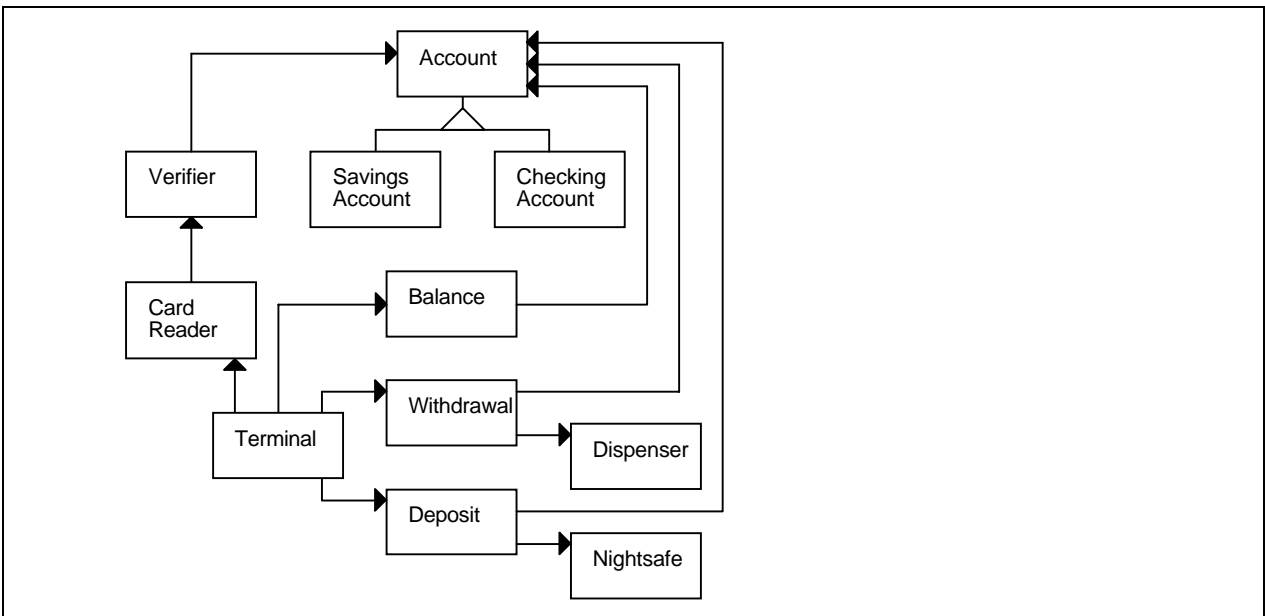 Account
Verifier
Savings
Account
Checking
Account
Card
Reader
Balance
Withdrawal
Terminal
Dispenser
Deposit
Nightsafe